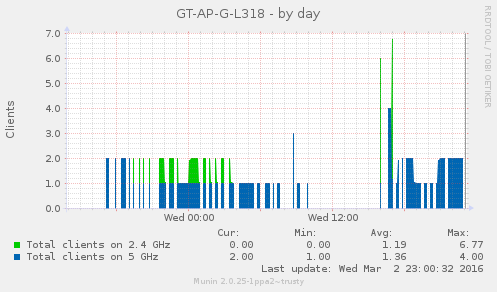 GT-AP-G-L318 - by day
RRDTOOL / TOBI OETIKER
Clients
7.0
6.0
5.0
4.0
3.0
2.0
1.0
0.0
Wed 00:00 Wed 12:00
Cur: Min: Avg: Max:
Total clients on 2.4 GHz 0.00 0.00 1.19 6.77
Total clients on 5 GHz 2.00 1.00 1.36 4.00
Last update: Wed Mar 2 23:00:32 2016
Munin 2.0.25-1ppa2~trusty